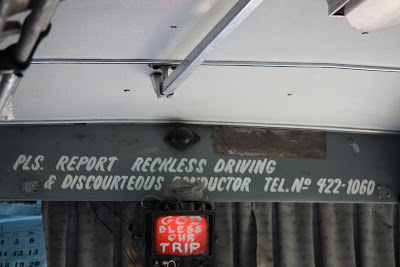 PLS. REPORT RECKLESS DRIVING
& DISCOURTEOUS CONDUCTOR TEL. Nº 422-1060
GOD
BLESS
OUR
TRIP